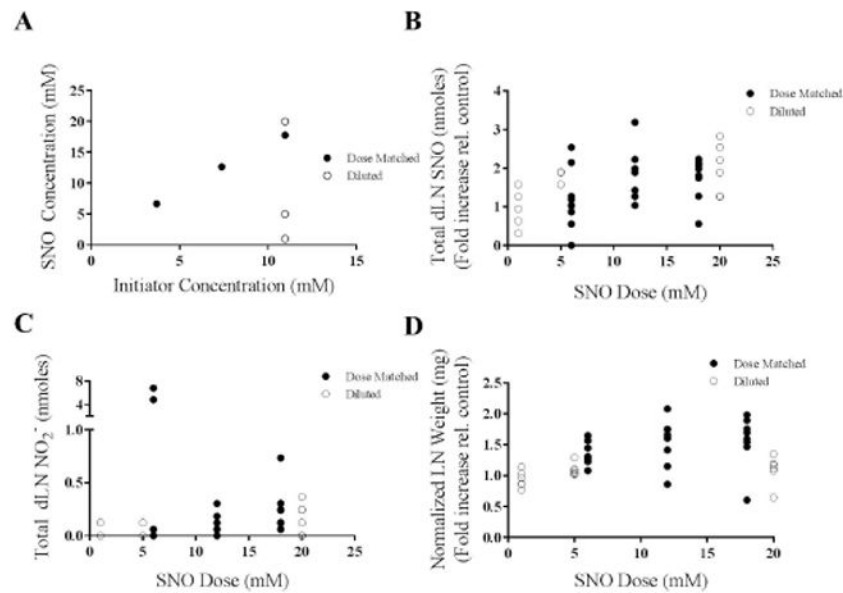 A
SNO Concentration (mM)
25
20
15
10
5
0
0
5
10
15
Initiator Concentration (mM)
Dose Matched
Diluted
B
Total dLN SNO (nmoles)
(Fold increase rel. control)
4
3
2
1
0
0
5
10
15
20
25
SNO Dose (mM)
Dose Matched
Diluted
C
Total dLN NO₂⁻ (nmoles)
8
4
2
1.0
0.5
0.0
0
5
10
15
20
25
SNO Dose (mM)
Dose Matched
Diluted
D
Normalized LN Weight (mg)
(Fold increase rel. control)
2.5
2.0
1.5
1.0
0.5
0.0
0
5
10
15
20
SNO Dose (mM)
Dose Matched
Diluted